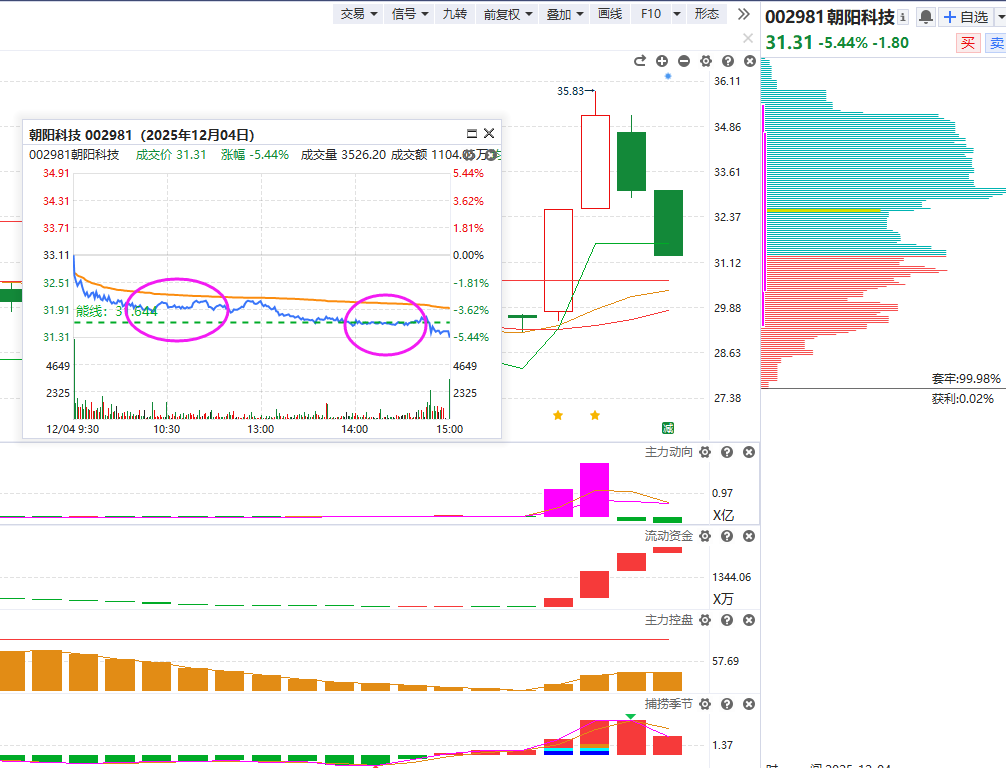 交易 信号 九转 前复权 叠加 画线 F10 形态
002981 朝阳科技 i 自选
31.31 -5.44% -1.80 买 卖
35.83
36.11
34.86
33.61
32.37
31.12
29.88
28.63
27.38
减
朝阳科技 002981 (2025年12月04日)
002981朝阳科技 成交价 31.31 涨幅 -5.44% 成交量 3526.20 成交额
34.91 5.44%
34.31 3.62%
33.71 1.81%
33.11 0.00%
32.51 -1.81%
31.91 -3.62%
31.31 -5.44%
能线:
4649 4649
2325 2325
12/04 9:30 10:30 13:00 14:00 15:00
套牢:99.98%
获利:0.02%
主力动向
0.97
X亿
流动资金
1344.06
X万
主力控盘
57.69
捕捞季节
1.37